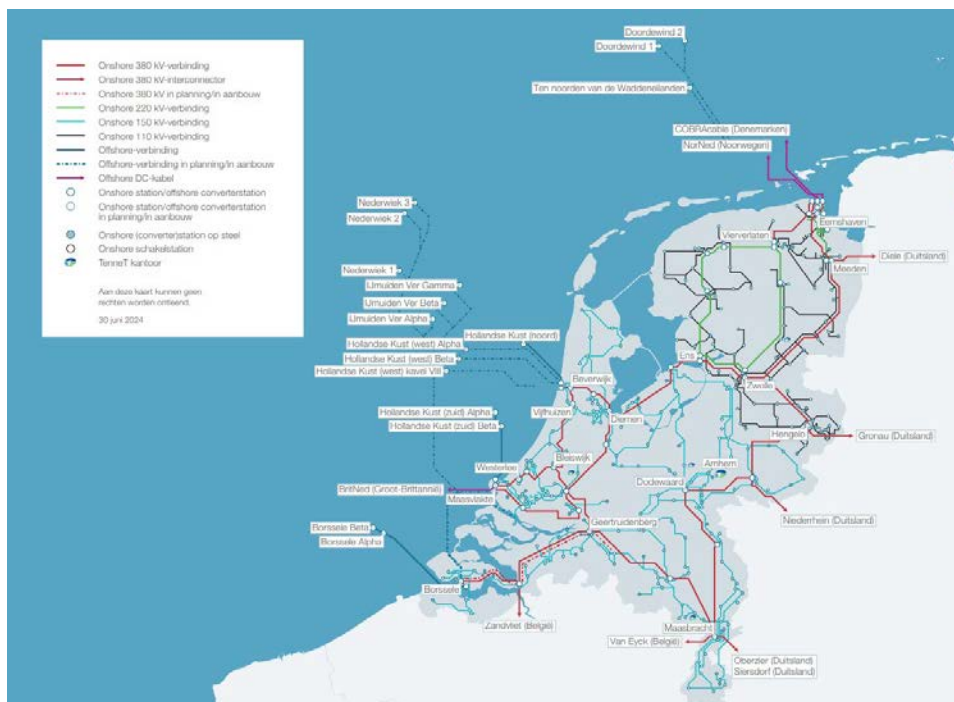 Onshore 380 kV-verbinding
Onshore 380 kV-interconnector
Onshore 380 kV in planning/in aanbouw
Onshore 220 kV-verbinding
Onshore 150 kV-verbinding
Onshore 110 kV-verbinding
Offshore-verbinding
Offshore-verbinding in planning/in aanbouw
Offshore DC-kabel
Onshore station/offshore converterstation
Onshore station/offshore converterstation
in planning/in aanbouw
Onshore (converter)station op steel
Onshore schakelstation
TenneT kantoor
Aan deze kaart kunnen geen
rechten worden ontleend.
30 juni 2024
Doordewind 2
Doordewind 1
Ten noorden van de Waddeneilanden
COBRAcable (Denemarken)
NorNed (Noorwegen)
Nederwiek 3
Nederwiek 2
Eemshaven
Vierverlaten
Diele (Duitsland)
Meeden
Nederwiek 1
IJmuiden Ver Gamma
IJmuiden Ver Beta
IJmuiden Ver Alpha
Hollandse Kust (noord)
Hollandse Kust (west) Alpha
Hollandse Kust (west) Beta
Hollandse Kust (west) kavel VIII
Ens
Zwolle
Beverwijk
Vijfhuizen
Diemen
Hollandse Kust (zuid) Alpha
Hollandse Kust (zuid) Beta
Hengelo
Gronau (Duitsland)
Bleiswijk
Westerlee
Arnhem
Dodewaard
BritNed (Groot-Brittannië)
Maasvlakte
Niederrhein (Duitsland)
Geertruidenberg
Borssele Beta
Borssele Alpha
Borssele
Zandvliet (België)
Maasbracht
Van Eyck (België)
Oberzier (Duitsland)
Siersdorf (Duitsland)